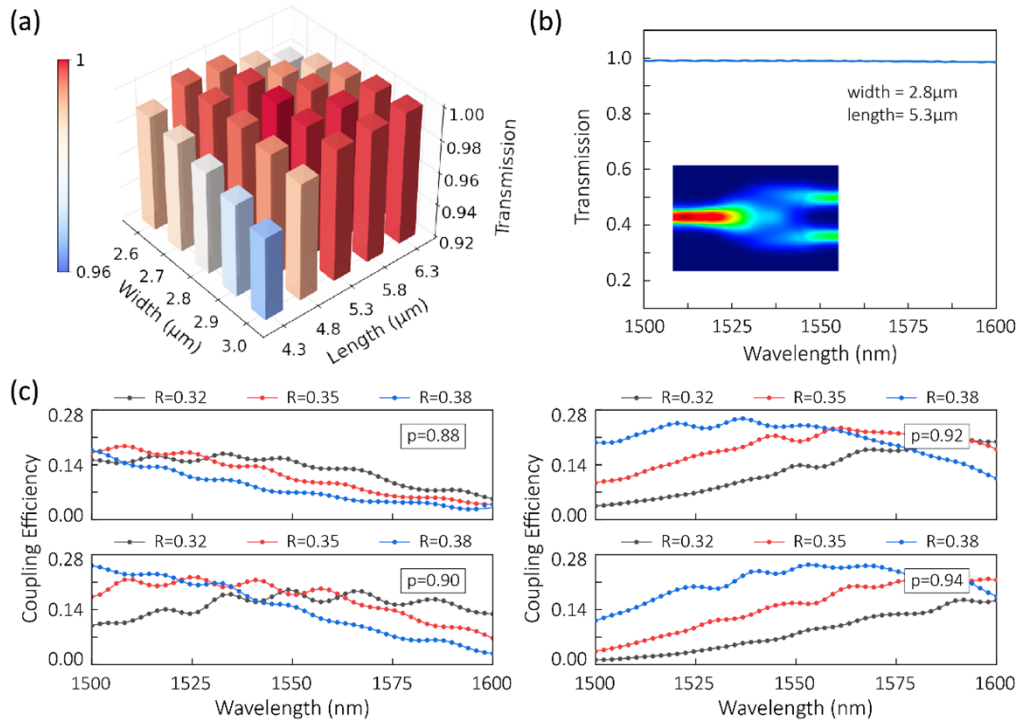 (a)
1
0.96
1.00
0.98
0.96
0.94
0.92
Transmission
2.6
2.7
2.8
2.9
3.0
Width (μm)
4.3
4.8
5.3
5.8
6.3
Length (μm)
(b)
1.0
0.8
0.6
0.4
0.2
Transmission
width = 2.8μm
length= 5.3μm
1500 1525 1550 1575 1600
Wavelength (nm)
(c)
R=0.32 R=0.35 R=0.38
0.28
0.14
0.00
p=0.88
R=0.32 R=0.35 R=0.38
0.28
0.14
0.00
p=0.90
Coupling Efficiency
1500 1525 1550 1575 1600
Wavelength (nm)
R=0.32 R=0.35 R=0.38
0.28
0.14
0.00
p=0.92
R=0.32 R=0.35 R=0.38
0.28
0.14
0.00
p=0.94
Coupling Efficiency
1500 1525 1550 1575 1600
Wavelength (nm)